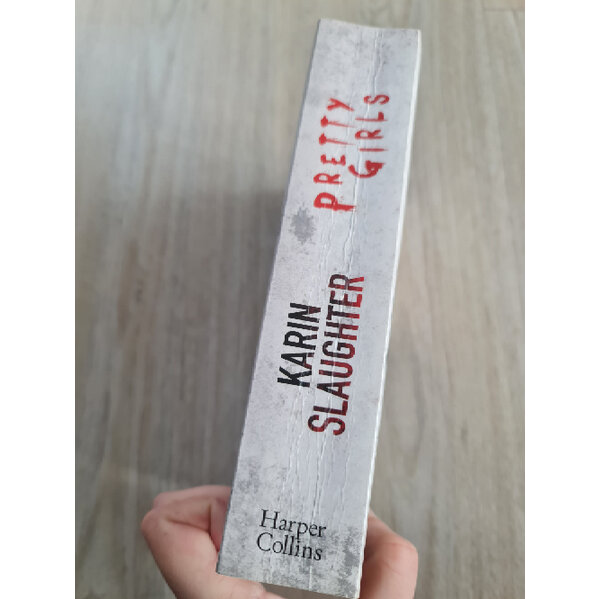 PRETTY
GIRLS
KARIN
SLAUGHTER
Harper
Collins